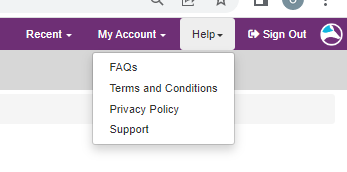 Recent My Account Help Sign Out
FAQs
Terms and Conditions
Privacy Policy
Support